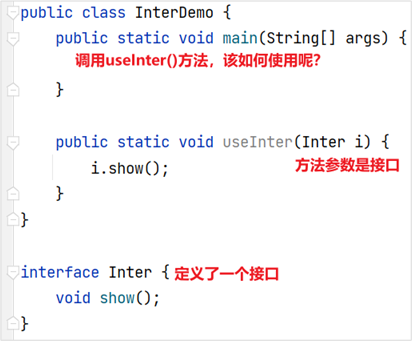 public class InterDemo {
public static void main(String[] args) {
调用useInter()方法，该如何使用呢？
}
public static void useInter(Inter i) {
i.show();
方法参数是接口
}
}
interface Inter { 定义了一个接口
void show();
}